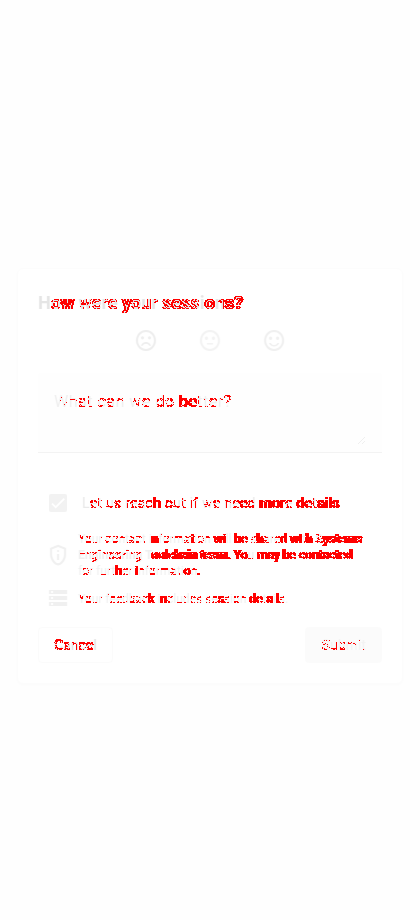 How were your sessions?
What can we do better?
Let us reach out if we need more details
Your contact information will be shared with Systems
engineering and admin team. You may be contacted
for further information.
Your feedback includes session details
Cancel
Submit